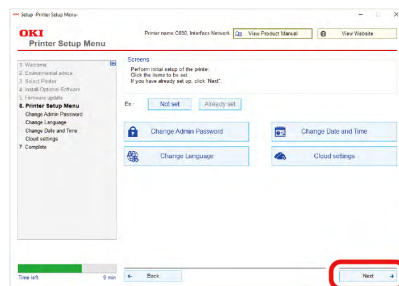 Setup -Printer Setup Menu-
OKI
Printer Setup Menu
Printer name C650, Interface Network
View Product Manual
View Website
1. Welcome
2. Environmental advice
3. Select Printer
4. Install Optional Software
5. Firmware update
6. Printer Setup Menu
Change Admin Password
Change Language
Change Date and Time
Cloud settings
7. Complete
Screens
Perform initial setup of the printer.
Click the items to be set.
If you have already set up, click "Next".
Ex:
Not set
Already set
Change Admin Password
Change Date and Time
Change Language
Cloud settings
Time left
9 min
Back
Next